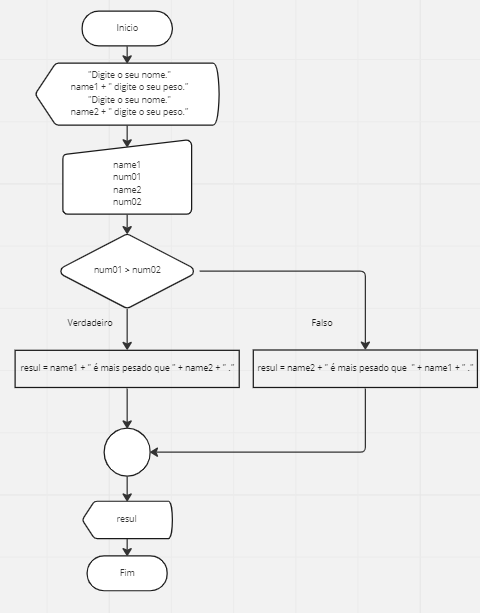 Inicio
"Digite o seu nome."
name1 + " digite o seu peso."
"Digite o seu nome."
name2 + " digite o seu peso."
name1
num01
name2
num02
num01 > num02
Verdadeiro
Falso
resul = name1 + " é mais pesado que " + name2 + " ."
resul = name2 + " é mais pesado que  " + name1 + " ."
resul
Fim